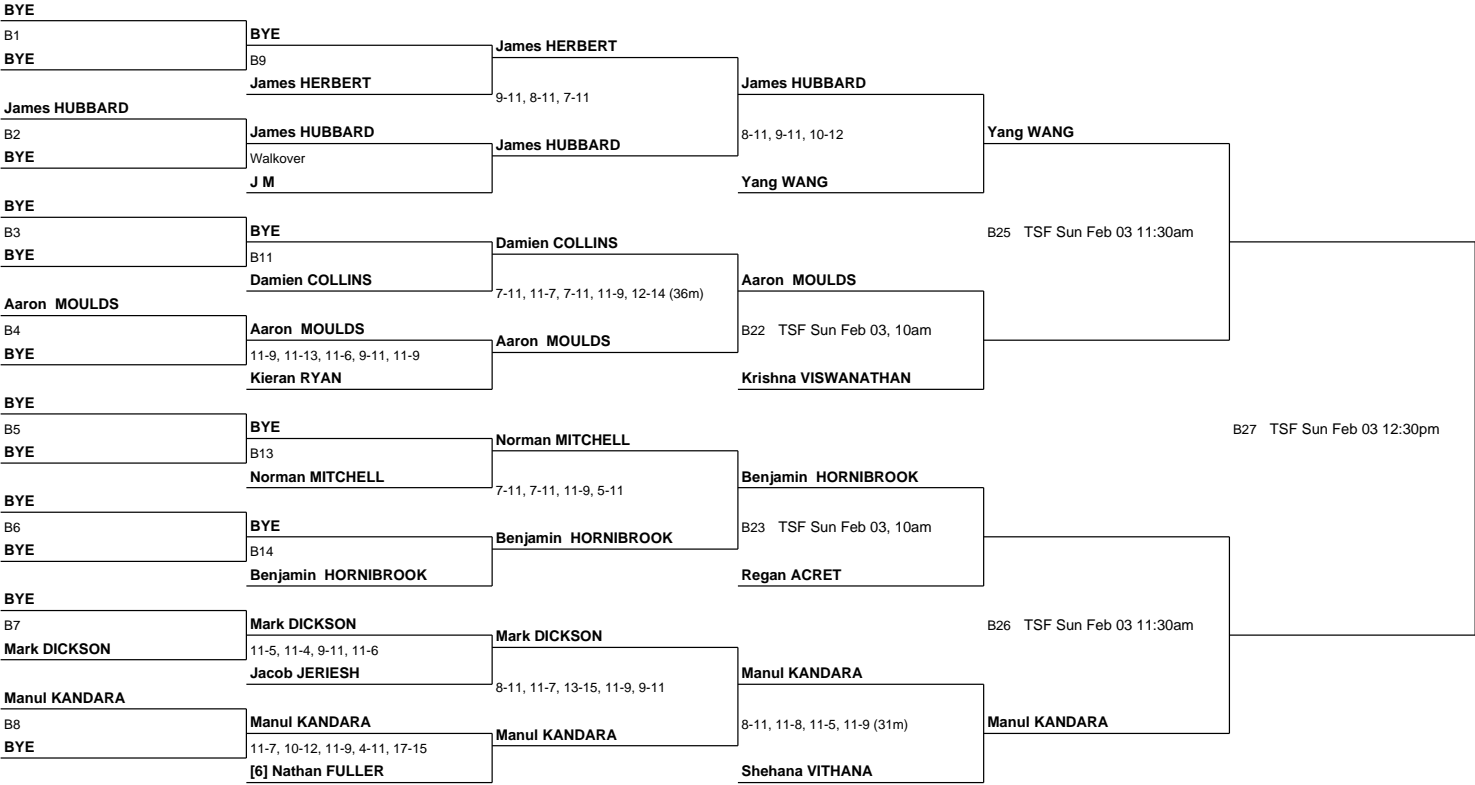 BYE
B1
BYE
BYE
B9
James HERBERT
James HERBERT
9-11, 8-11, 7-11
James HUBBARD
James HUBBARD
B2
BYE
James HUBBARD
Walkover
J M
James HUBBARD
8-11, 9-11, 10-12
Yang WANG
Yang WANG
BYE
B3
BYE
BYE
B11
Damien COLLINS
Damien COLLINS
7-11, 11-7, 7-11, 11-9, 12-14 (36m)
Aaron MOULDS
B25 TSF Sun Feb 03 11:30am
Aaron MOULDS
B4
BYE
Aaron MOULDS
11-9, 11-13, 11-6, 9-11, 11-9
Kieran RYAN
Aaron MOULDS
B22 TSF Sun Feb 03, 10am
Krishna VISWANATHAN
BYE
B5
BYE
BYE
B13
Norman MITCHELL
Norman MITCHELL
7-11, 7-11, 11-9, 5-11
Benjamin HORNIBROOK
B27 TSF Sun Feb 03 12:30pm
BYE
B6
BYE
BYE
B14
Benjamin HORNIBROOK
Benjamin HORNIBROOK
B23 TSF Sun Feb 03, 10am
Regan ACRET
BYE
B7
Mark DICKSON
Mark DICKSON
11-5, 11-4, 9-11, 11-6
Jacob JERIESH
Mark DICKSON
8-11, 11-7, 13-15, 11-9, 9-11
Manul KANDARA
B26 TSF Sun Feb 03 11:30am
Manul KANDARA
B8
BYE
Manul KANDARA
11-7, 10-12, 11-9, 4-11, 17-15
[6] Nathan FULLER
Manul KANDARA
8-11, 11-8, 11-5, 11-9 (31m)
Shehana VITHANA
Manul KANDARA